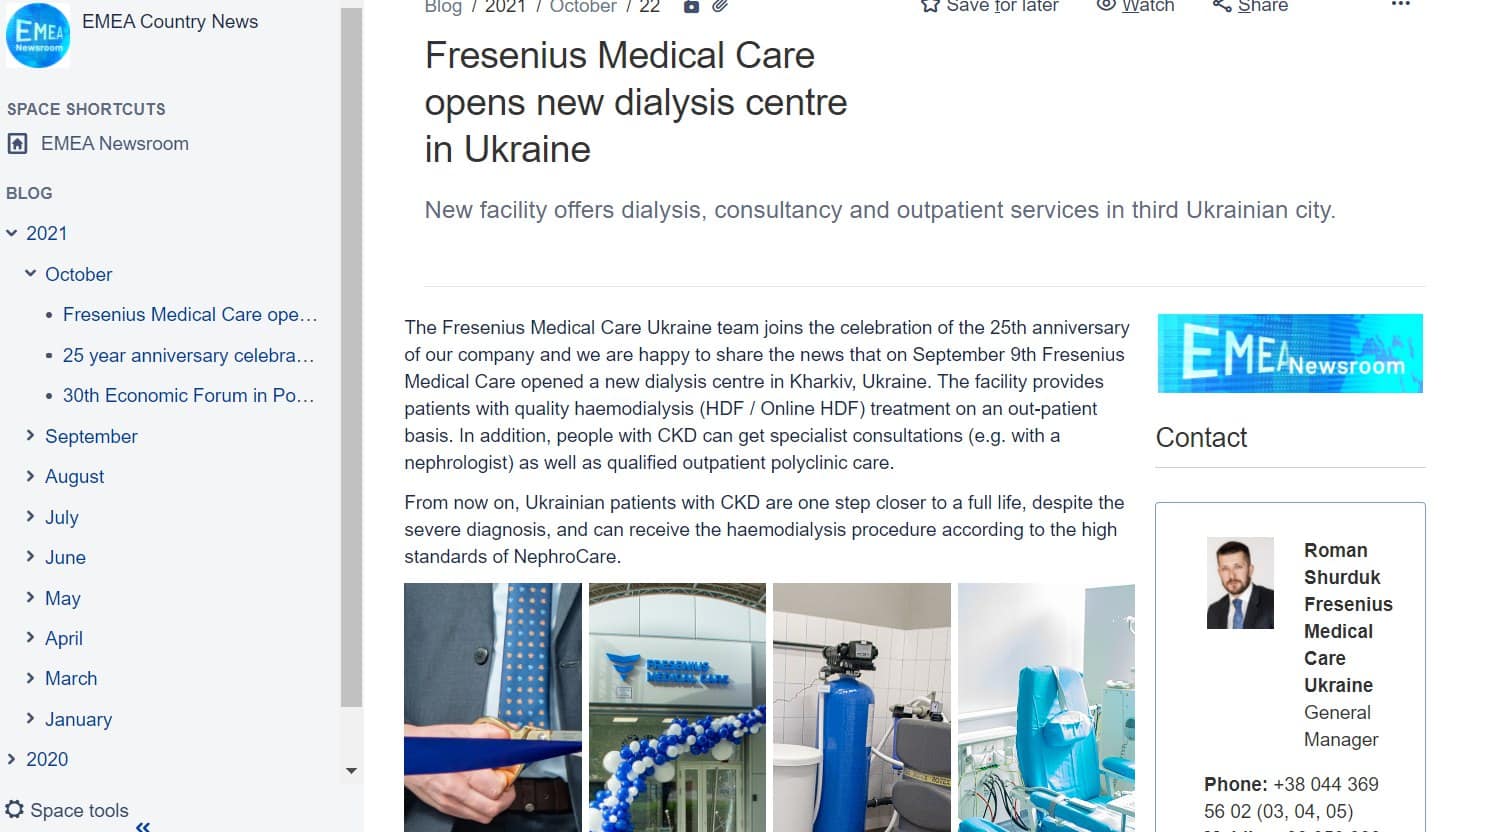 EMEA
Newsroom
EMEA Country News
SPACE SHORTCUTS
EMEA Newsroom
BLOG
2021
October
Fresenius Medical Care ope…
25 year anniversary celebra…
30th Economic Forum in Po…
September
August
July
June
May
April
March
January
2020
Space tools
Blog / 2021 / October / 22
Save for later
Watch
Share
Fresenius Medical Care
opens new dialysis centre
in Ukraine
New facility offers dialysis, consultancy and outpatient services in third Ukrainian city.
The Fresenius Medical Care Ukraine team joins the celebration of the 25th anniversary
of our company and we are happy to share the news that on September 9th Fresenius
Medical Care opened a new dialysis centre in Kharkiv, Ukraine. The facility provides
patients with quality haemodialysis (HDF / Online HDF) treatment on an out-patient
basis. In addition, people with CKD can get specialist consultations (e.g. with a
nephrologist) as well as qualified outpatient polyclinic care.
From now on, Ukrainian patients with CKD are one step closer to a full life, despite the
severe diagnosis, and can receive the haemodialysis procedure according to the high
standards of NephroCare.
FRESENIUS
MEDICAL CARE
EMEA Newsroom
Contact
Roman
Shurduk
Fresenius
Medical
Care
Ukraine
General
Manager
Phone: +38 044 369
56 02 (03, 04, 05)